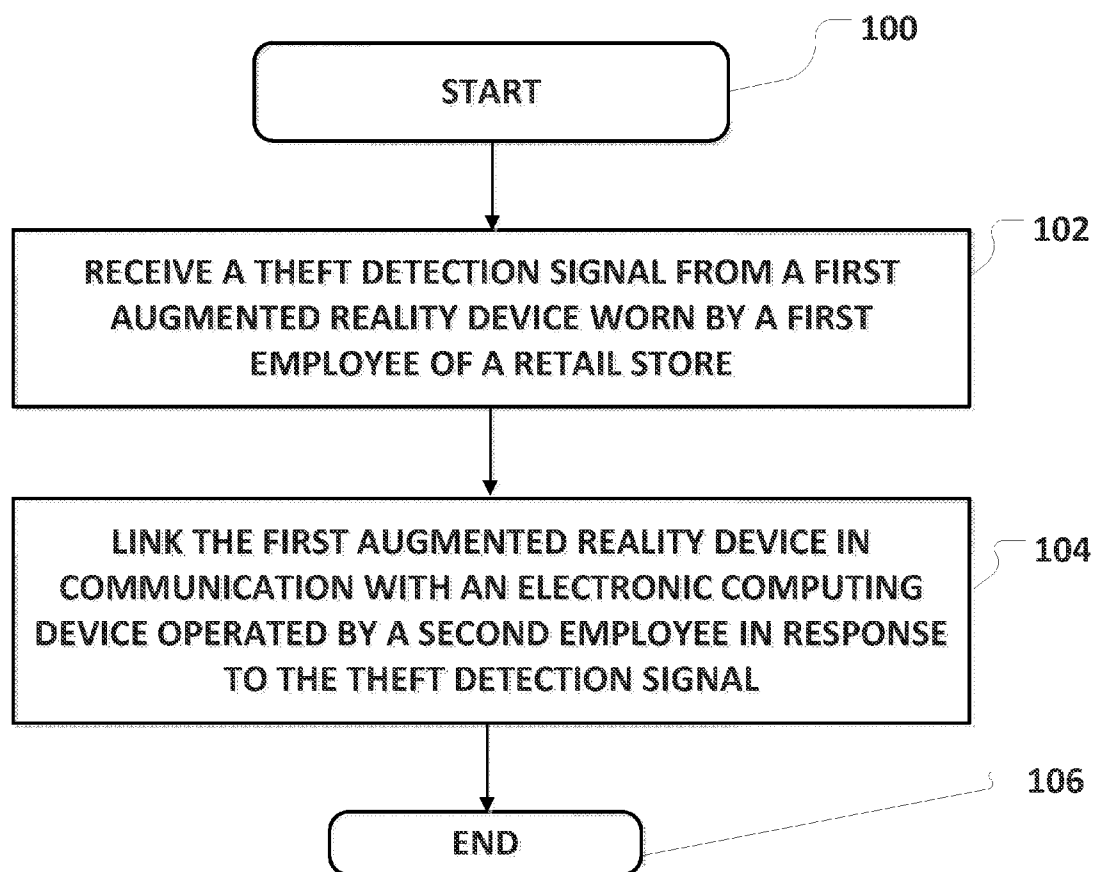 100
START
102
RECEIVE A THEFT DETECTION SIGNAL FROM A FIRST
AUGMENTED REALITY DEVICE WORN BY A FIRST
EMPLOYEE OF A RETAIL STORE
104
LINK THE FIRST AUGMENTED REALITY DEVICE IN
COMMUNICATION WITH AN ELECTRONIC COMPUTING
DEVICE OPERATED BY A SECOND EMPLOYEE IN RESPONSE
TO THE THEFT DETECTION SIGNAL
106
END